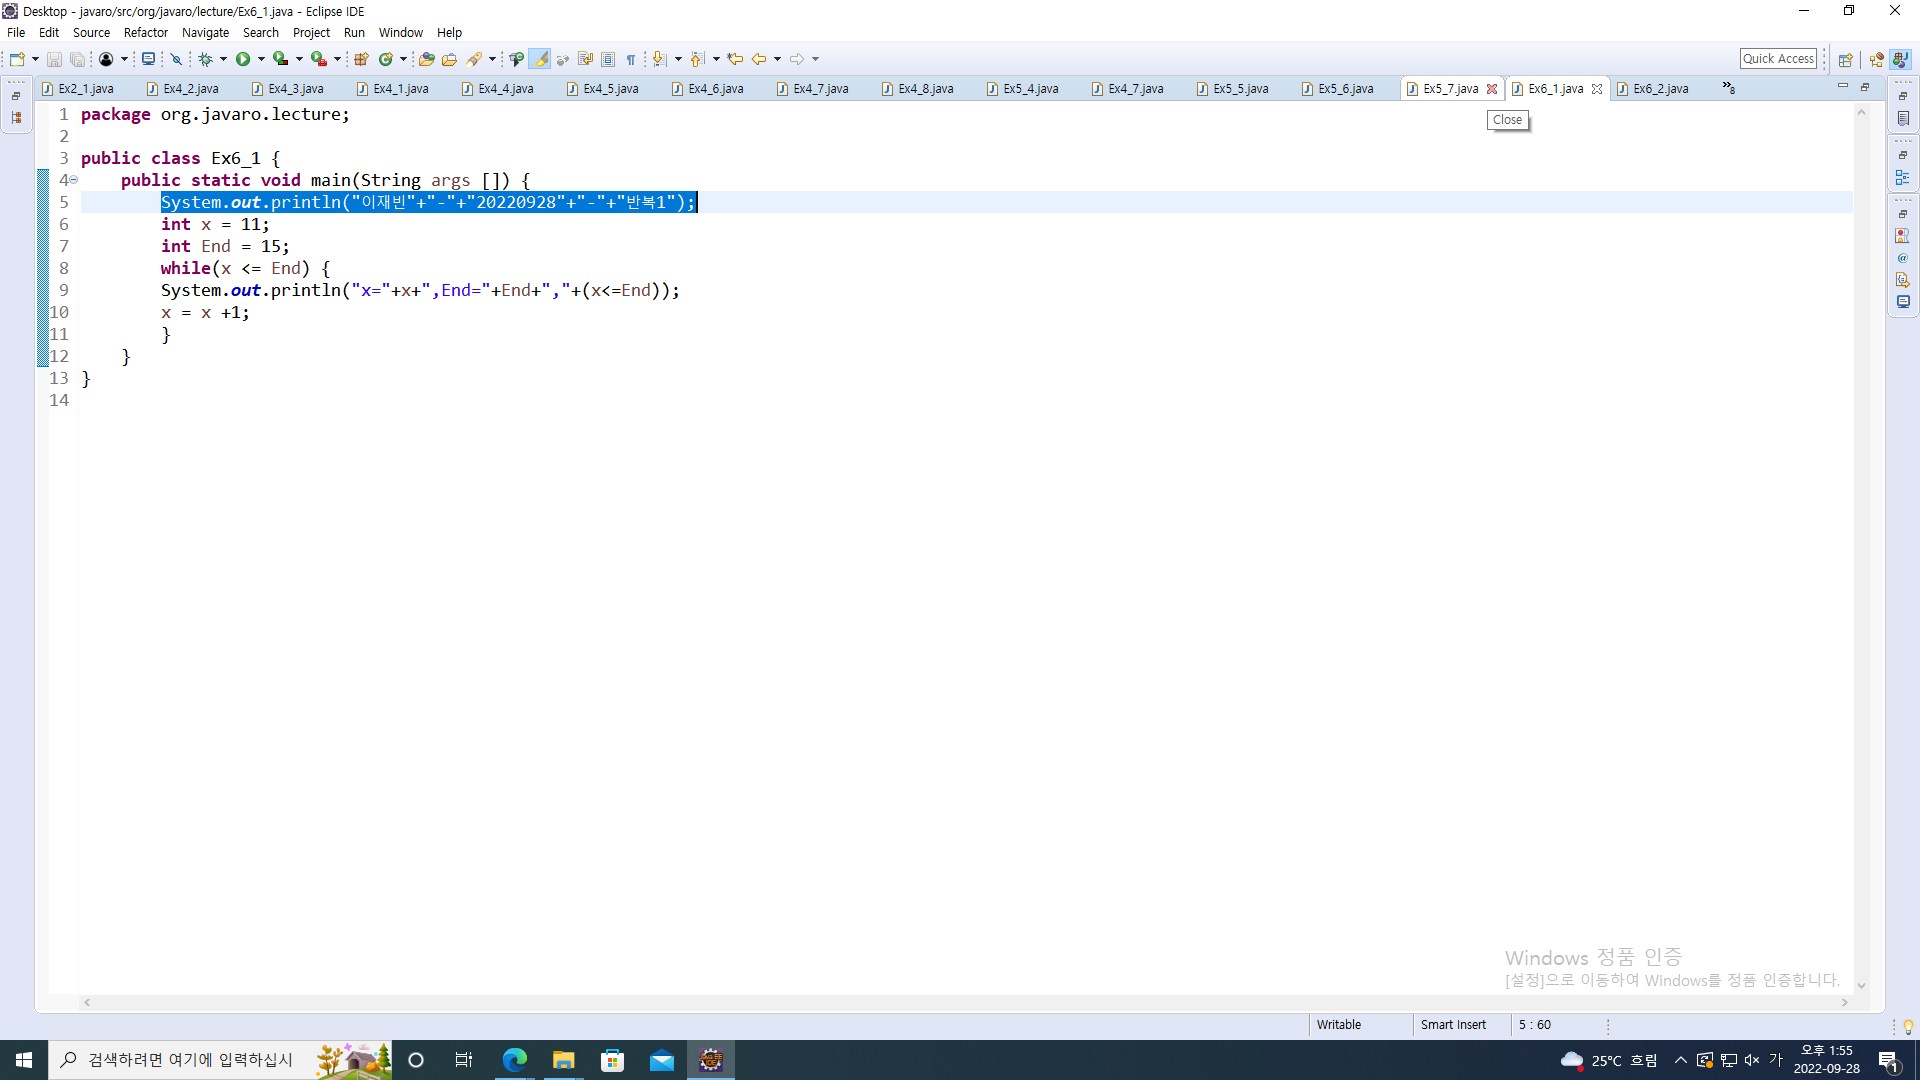 Desktop - javaro/src/org/javaro/lecture/Ex6_1.java - Eclipse IDE
File Edit Source Refactor Navigate Search Project Run Window Help
Quick Access
Ex2_1.java Ex4_2.java Ex4_3.java Ex4_1.java Ex4_4.java Ex4_5.java Ex4_6.java Ex4_7.java Ex4_8.java Ex5_4.java Ex4_7.java Ex5_5.java Ex5_6.java Ex5_7.java Ex6_1.java Ex6_2.java »8
Close
1 package org.javaro.lecture;
2
3 public class Ex6_1 {
4 public static void main(String args []) {
5 System.out.println("이재빈"+"-"+"20220928"+"-"+"반복1");
6 int x = 11;
7 int End = 15;
8 while(x <= End) {
9 System.out.println("x="+x+",End="+End+","+(x<=End));
10 x = x +1;
11 }
12 }
13 }
14
Windows 정품 인증
[설정]으로 이동하여 Windows를 정품 인증합니다.
Writable Smart Insert 5 : 60
검색하려면 여기에 입력하십시
25°C 흐림 가 오후 1:55
2022-09-28
1